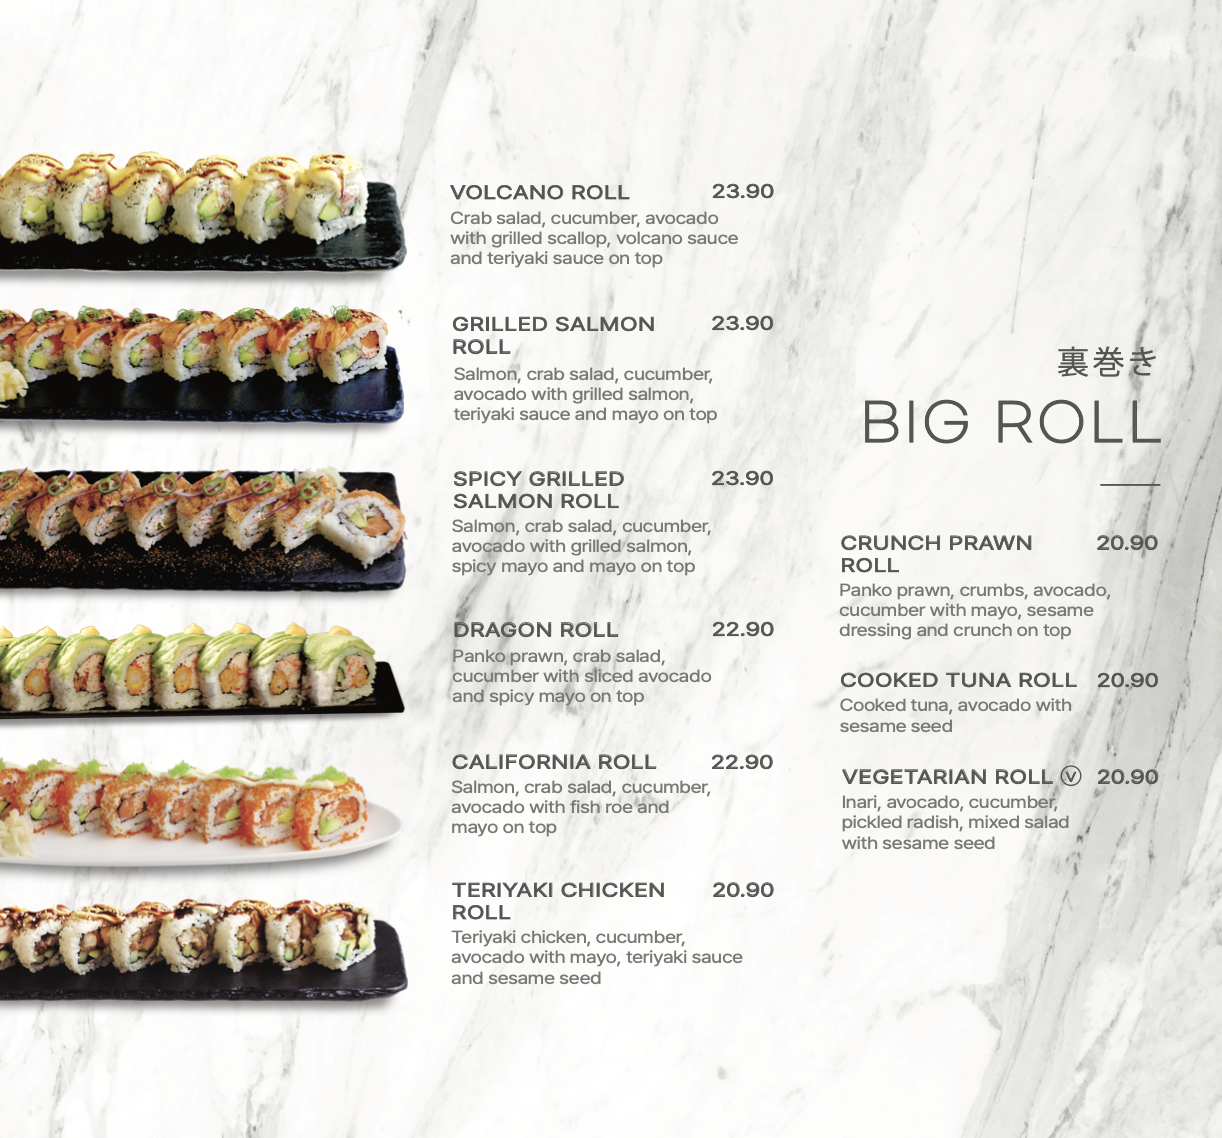 VOLCANO ROLL 23.90
Crab salad, cucumber, avocado
with grilled scallop, volcano sauce
and teriyaki sauce on top
GRILLED SALMON 23.90
ROLL
Salmon, crab salad, cucumber,
avocado with grilled salmon,
teriyaki sauce and mayo on top
SPICY GRILLED 23.90
SALMON ROLL
Salmon, crab salad, cucumber,
avocado with grilled salmon,
spicy mayo and mayo on top
DRAGON ROLL 22.90
Panko prawn, crab salad,
cucumber with sliced avocado
and spicy mayo on top
CALIFORNIA ROLL 22.90
Salmon, crab salad, cucumber,
avocado with fish roe and
mayo on top
TERIYAKI CHICKEN 20.90
ROLL
Teriyaki chicken, cucumber,
avocado with mayo, teriyaki sauce
and sesame seed
裏巻き
BIG ROLL
CRUNCH PRAWN 20.90
ROLL
Panko prawn, crumbs, avocado,
cucumber with mayo, sesame
dressing and crunch on top
COOKED TUNA ROLL 20.90
Cooked tuna, avocado with
sesame seed
VEGETARIAN ROLL Ⓥ 20.90
Inari, avocado, cucumber,
pickled radish, mixed salad
with sesame seed